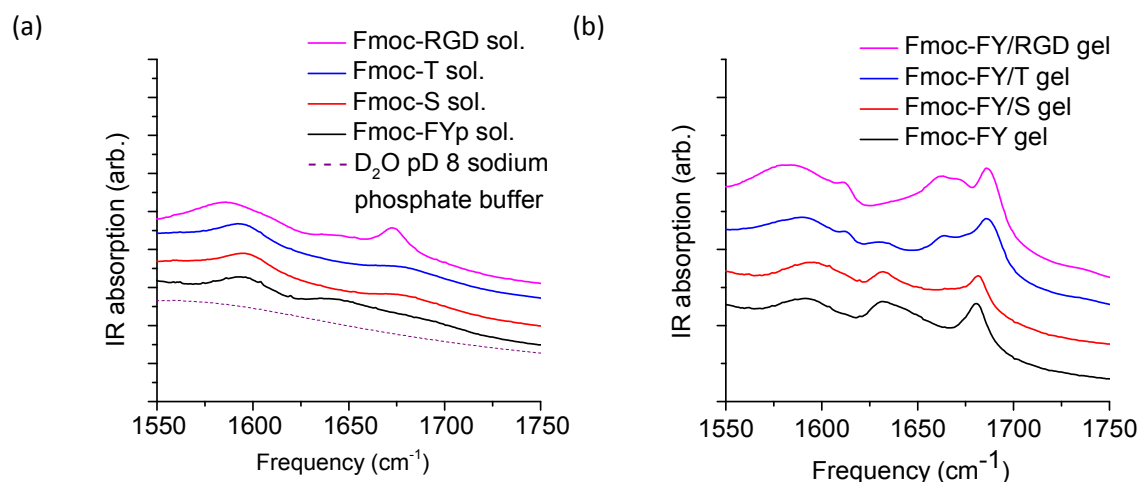 (a)
Fmoc-RGD sol.
Fmoc-T sol.
Fmoc-S sol.
Fmoc-FYp sol.
D₂O pD 8 sodium
phosphate buffer
IR absorption (arb.)
1550 1600 1650 1700 1750
Frequency (cm⁻¹)
(b)
Fmoc-FY/RGD gel
Fmoc-FY/T gel
Fmoc-FY/S gel
Fmoc-FY gel
IR absorption (arb.)
1550 1600 1650 1700 1750
Frequency (cm⁻¹)